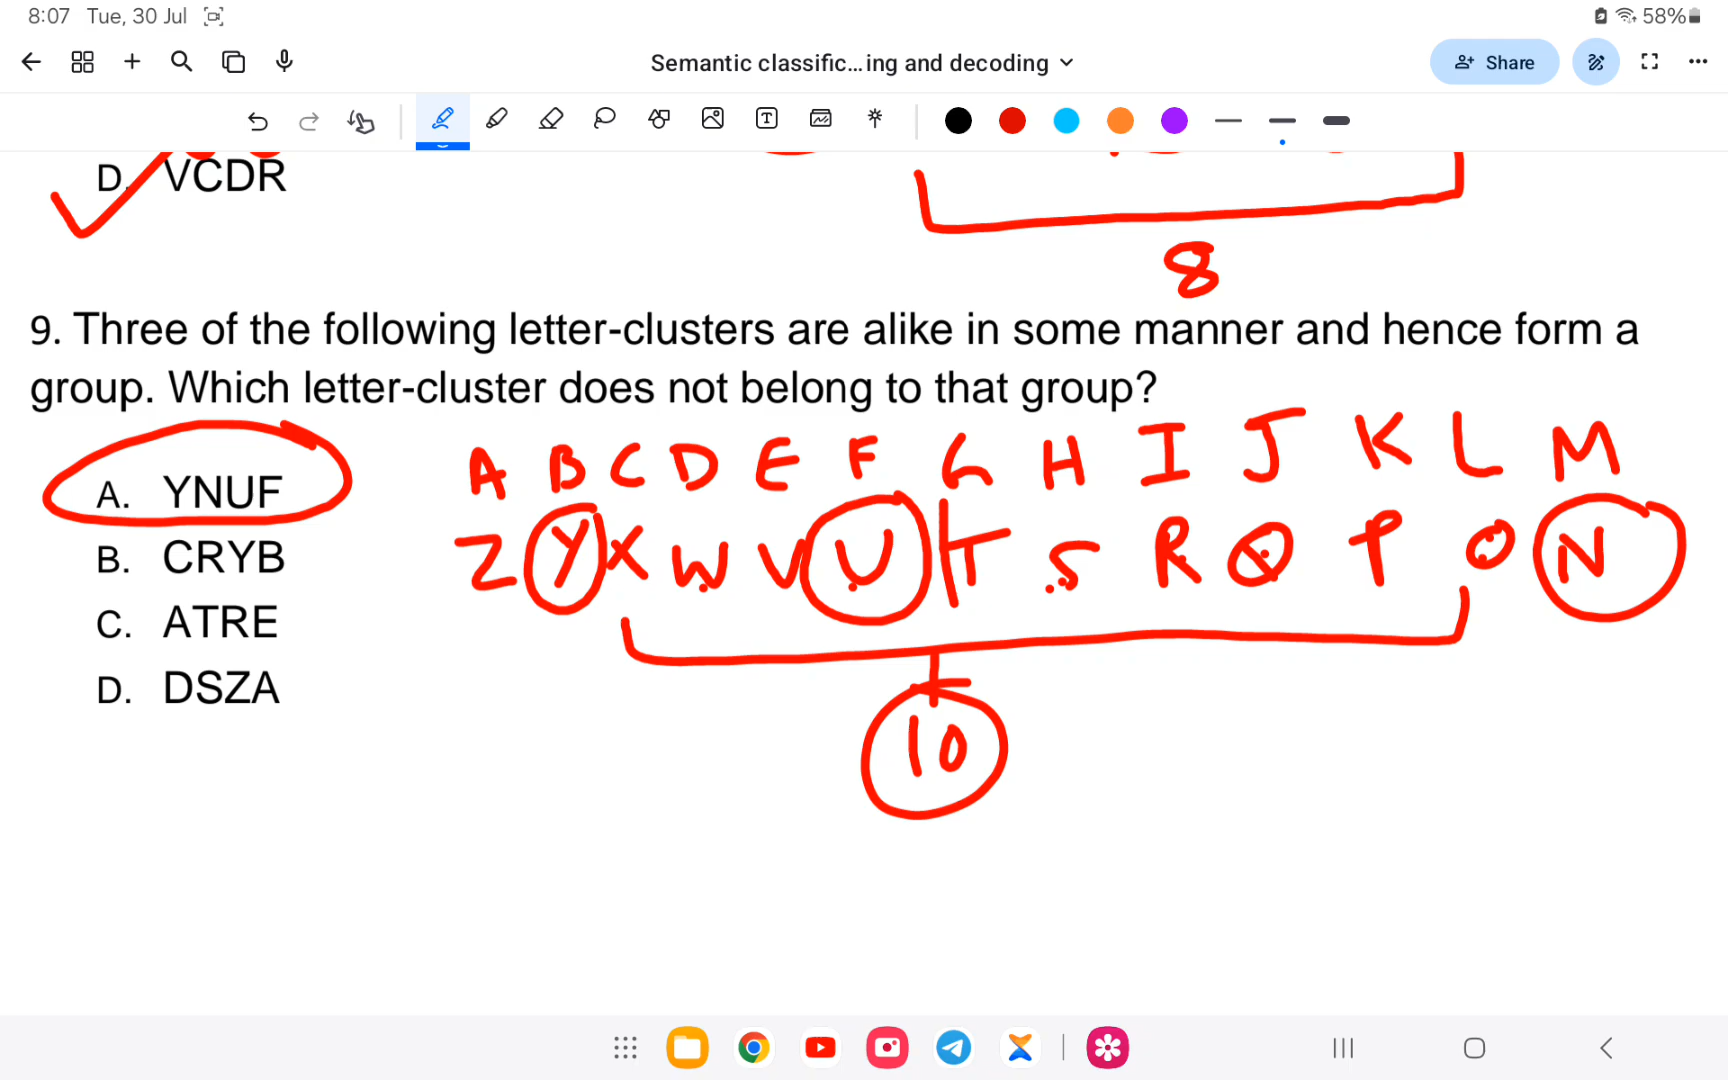 8:07 Tue, 30 Jul 58%
Semantic classific...ing and decoding
Share
D. VCDR
8
9. Three of the following letter-clusters are alike in some manner and hence form a
group. Which letter-cluster does not belong to that group?
A B C D E F G H I J K L M
A. YNUF
Z Y X W V U T S R Q P O N
B. CRYB
C. ATRE
D. DSZA
10